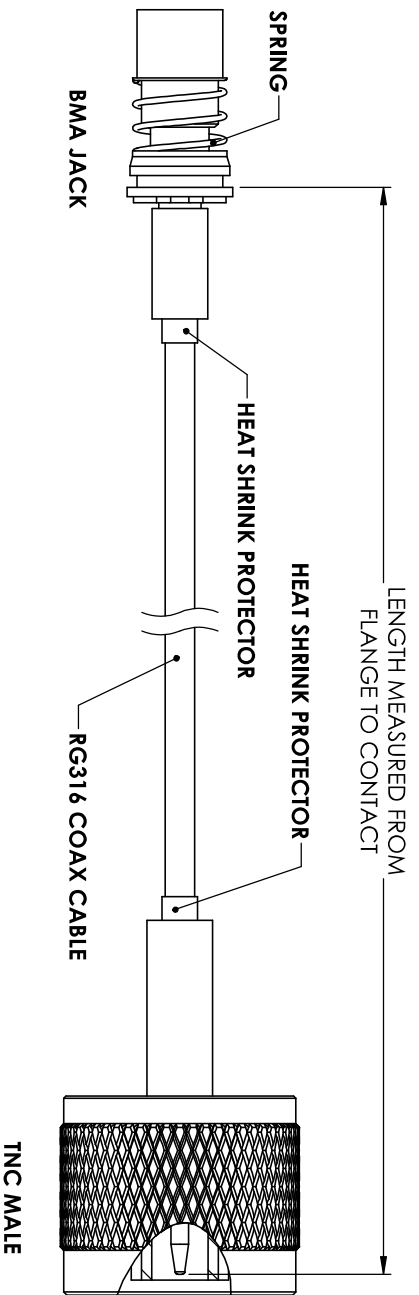 LENGTH MEASURED FROM
FLANGE TO CONTACT
SPRING
HEAT SHRINK PROTECTOR
HEAT SHRINK PROTECTOR
BMA JACK
RG316 COAX CABLE
TNC MALE